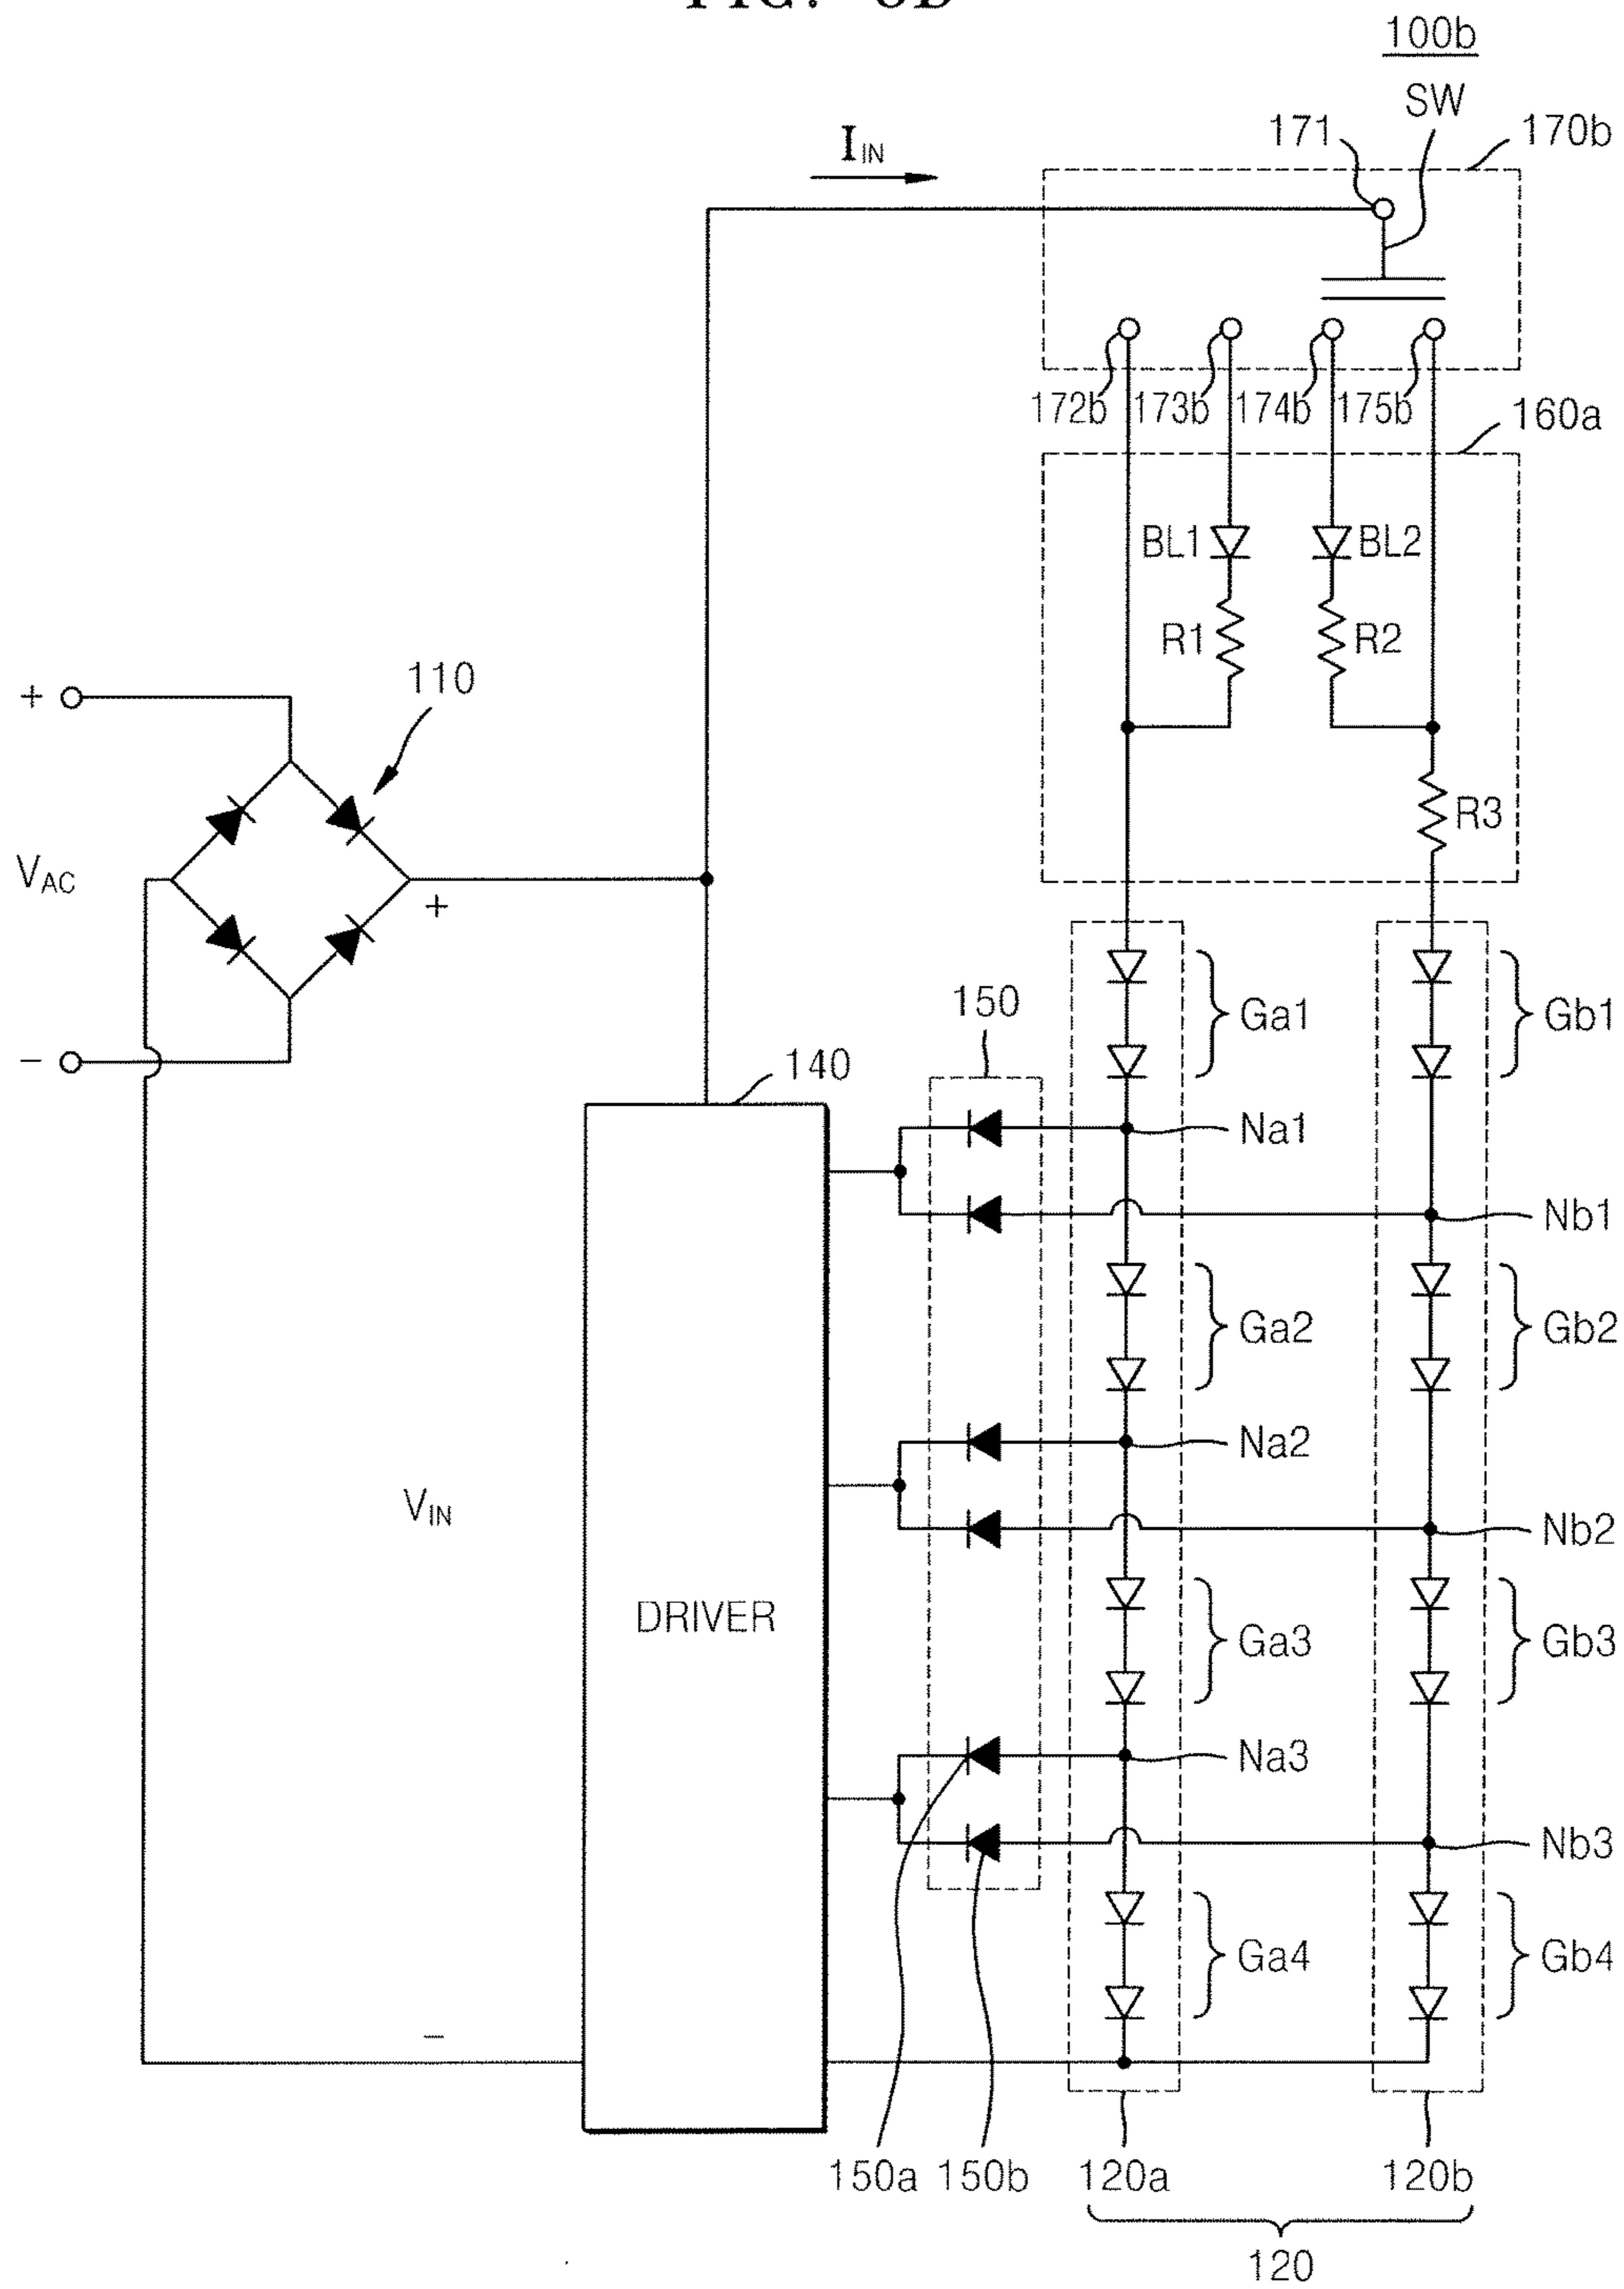 100b
SW
171
170b
IIN
172b 173b 174b 175b
160a
BL1 BL2
R1 R2
110
+
R3
VAC
+
−
150
Ga1 Gb1
140
Na1
Nb1
Ga2 Gb2
Na2
VIN
Nb2
DRIVER
Ga3 Gb3
Na3
Nb3
Ga4 Gb4
−
150a 150b 120a 120b
120